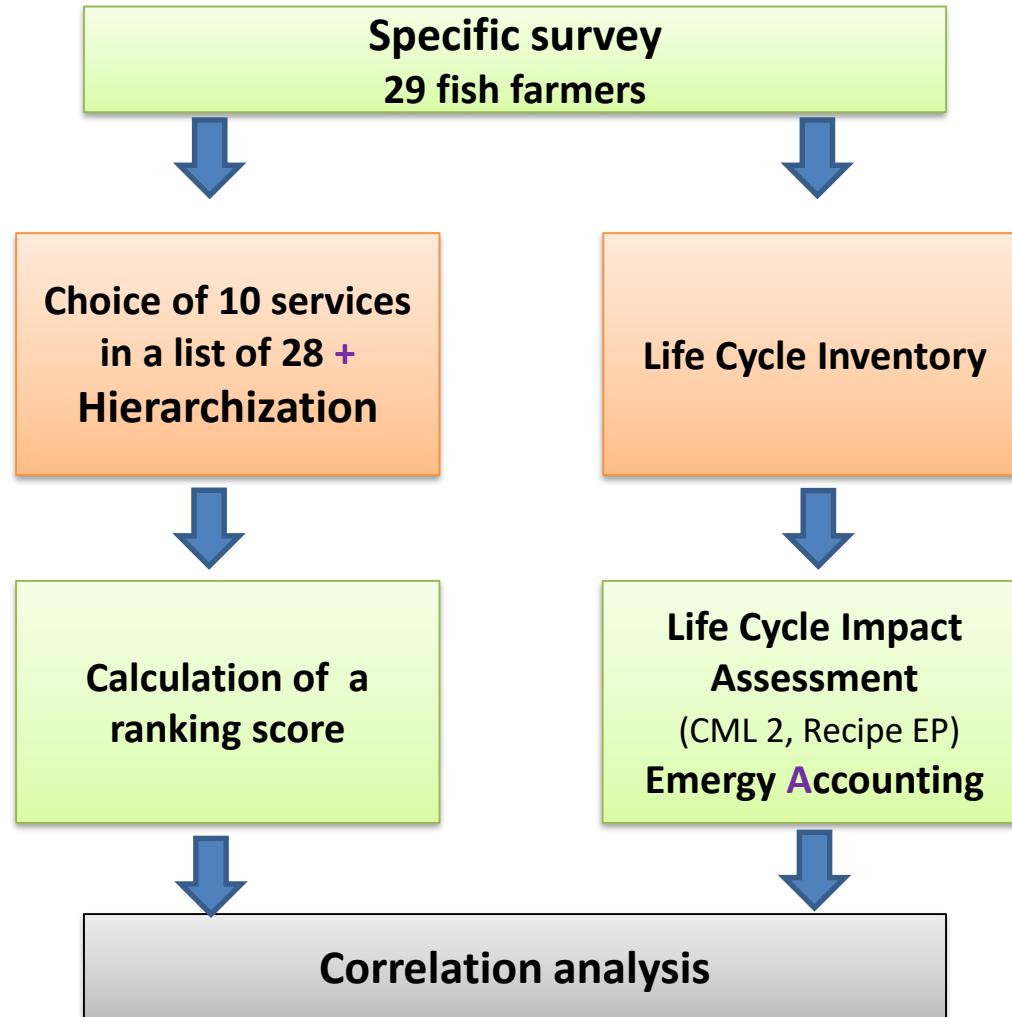 Specific survey
29 fish farmers
Choice of 10 services
in a list of 28 +
Hierarchization
Life Cycle Inventory
Calculation of a
ranking score
Life Cycle Impact
Assessment
(CML 2, Recipe EP)
Emergy Accounting
Correlation analysis